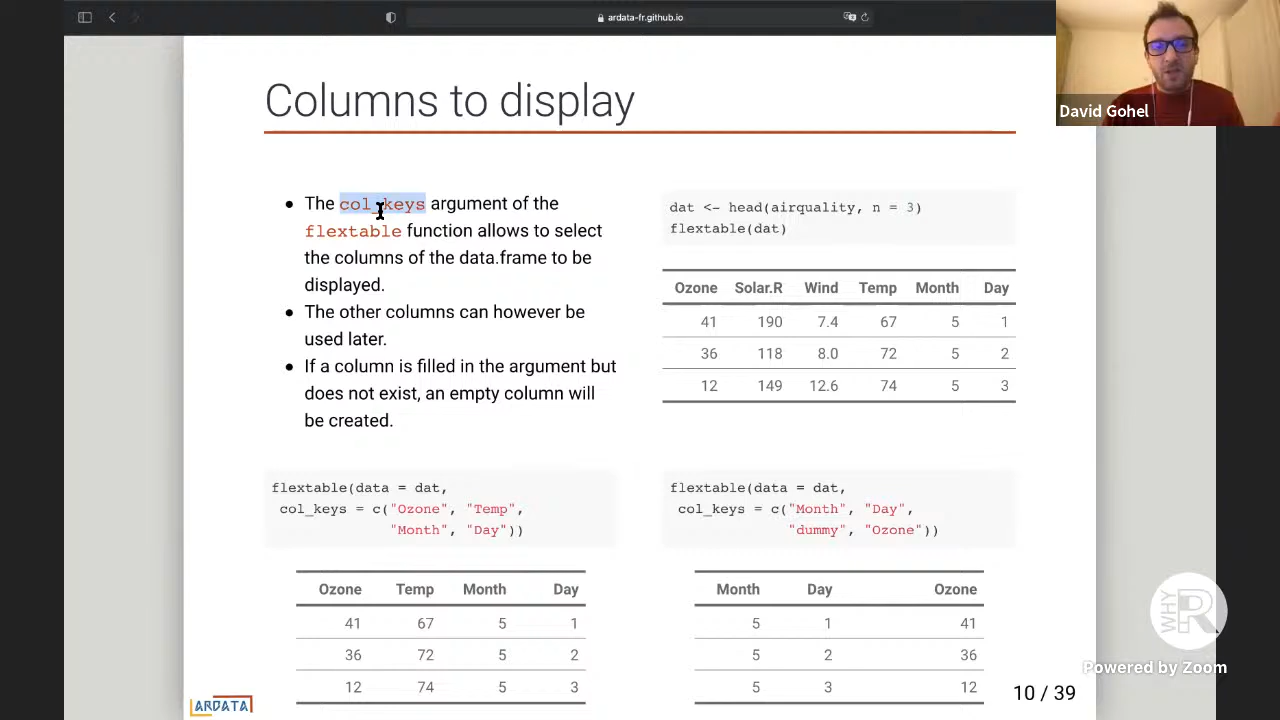 ardata-fr.github.io
David Gohel
Columns to display
• The col_keys argument of the
flextable function allows to select
the columns of the data.frame to be
displayed.
• The other columns can however be
used later.
• If a column is filled in the argument but
does not exist, an empty column will
be created.
dat <- head(airquality, n = 3)
flextable(dat)
Ozone Solar.R Wind Temp Month Day
41 190 7.4 67 5 1
36 118 8.0 72 5 2
12 149 12.6 74 5 3
flextable(data = dat,
col_keys = c("Ozone", "Temp",
"Month", "Day"))
Ozone Temp Month Day
41 67 5 1
36 72 5 2
12 74 5 3
flextable(data = dat,
col_keys = c("Month", "Day",
"dummy", "Ozone"))
Month Day Ozone
5 1 41
5 2 36
5 3 12
WHY R
Powered by Zoom
ARDATA
10 / 39